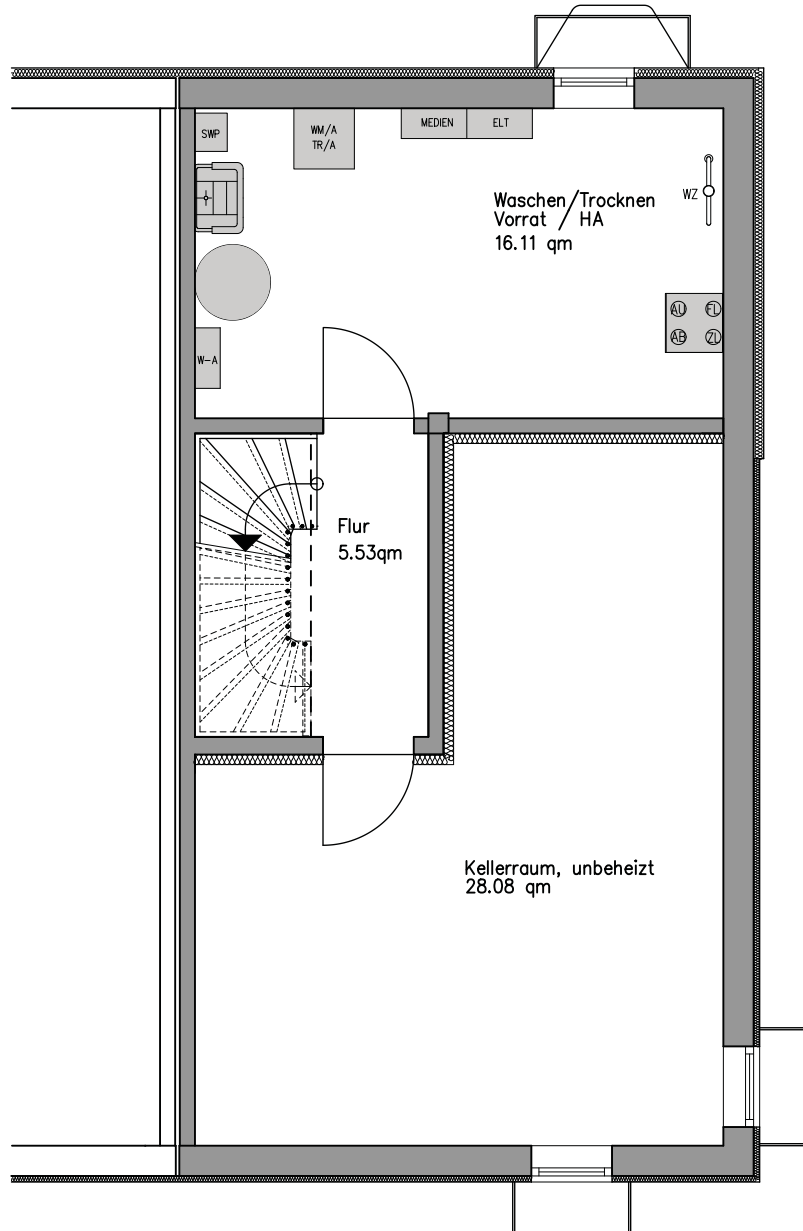 SWP
WM/A
TR/A
MEDIEN
ELT
WZ
Waschen/Trocknen
Vorrat / HA
16.11 qm
AU
FL
AB
ZL
W-A
Flur
5.53qm
Kellerraum, unbeheizt
28.08 qm